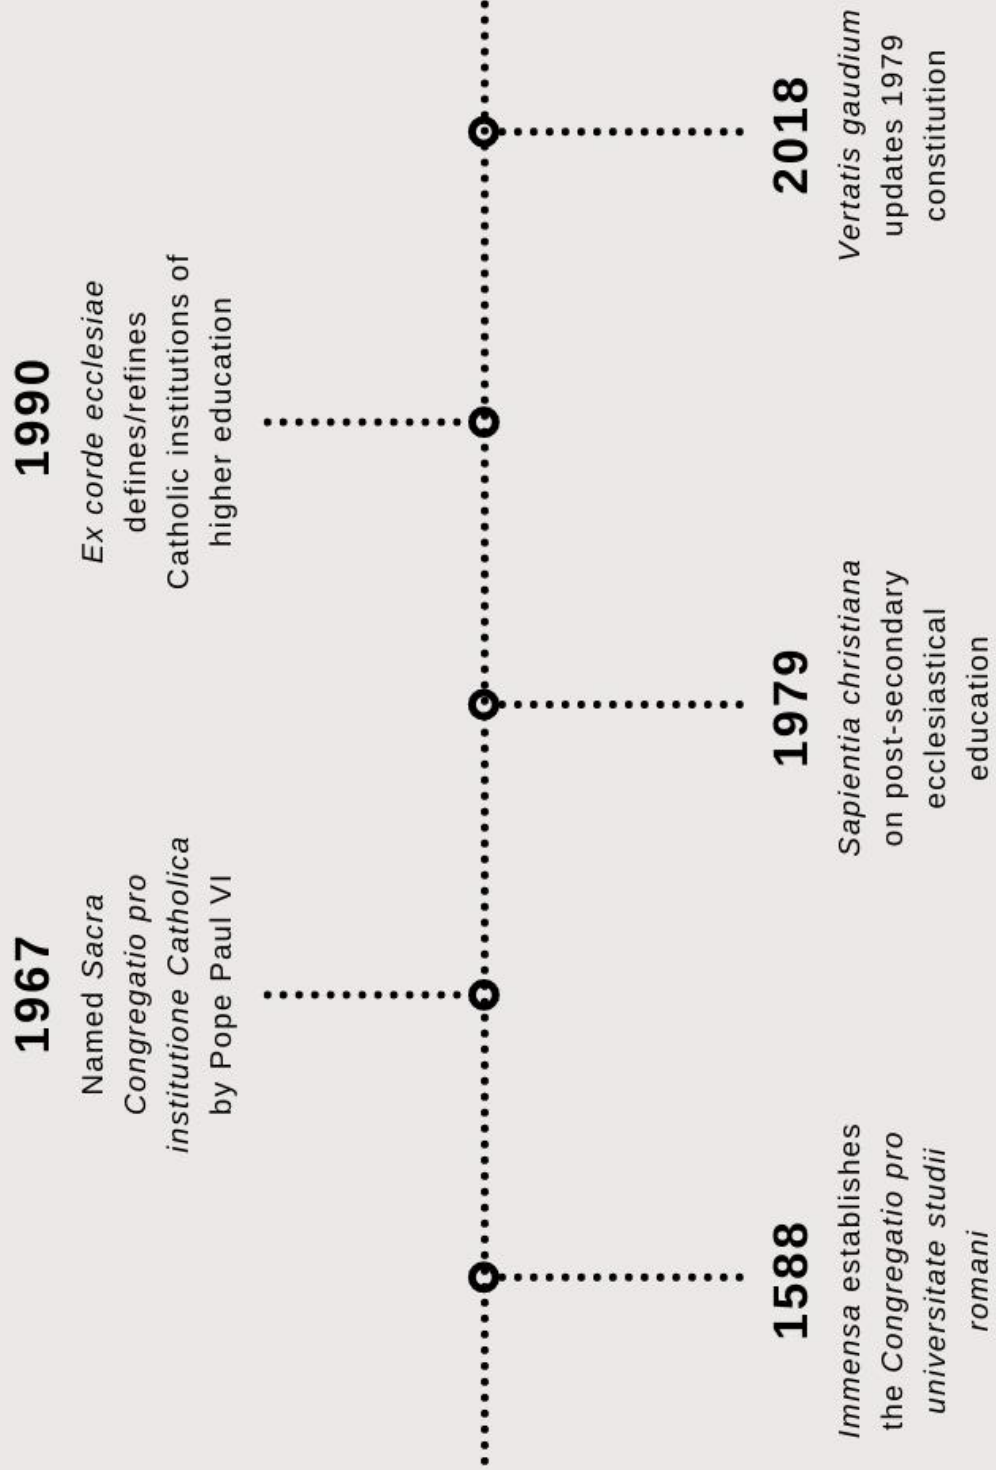 1967
Named Sacra
Congregatio pro
institutione Catholica
by Pope Paul VI
1990
Ex corde ecclesiae
defines/refines
Catholic institutions of
higher education
1588
Immensa establishes
the Congregatio pro
universitate studii
romani
1979
Sapientia christiana
on post-secondary
ecclesiastical
education
2018
Vertatis gaudium
updates 1979
constitution